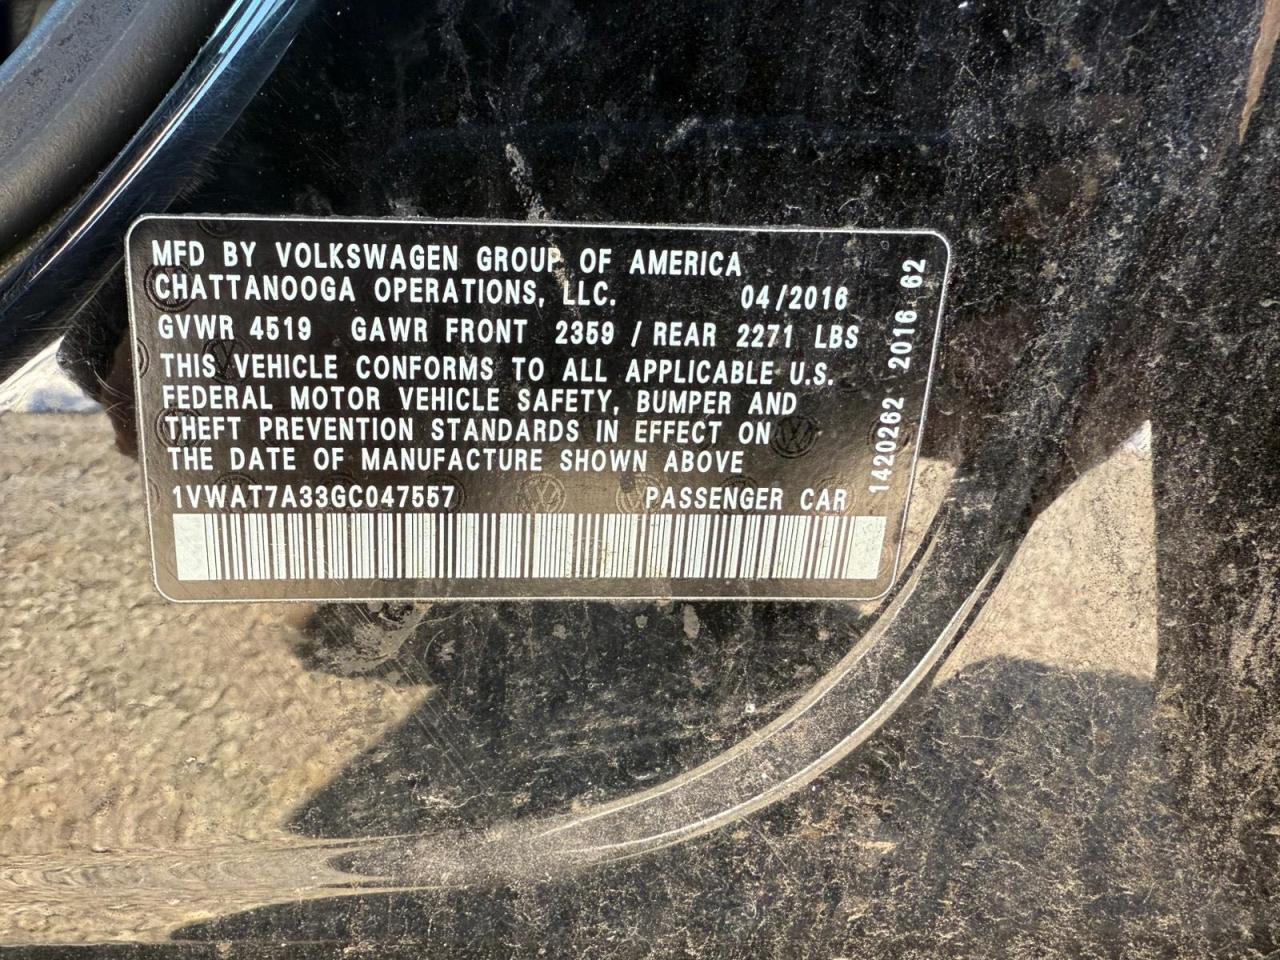 MFD BY VOLKSWAGEN GROUP OF AMERICA
CHATTANOOGA OPERATIONS, LLC. 04/2016
GVWR 4519 GAWR FRONT 2359 / REAR 2271 LBS
THIS VEHICLE CONFORMS TO ALL APPLICABLE U.S.
FEDERAL MOTOR VEHICLE SAFETY, BUMPER AND
THEFT PREVENTION STANDARDS IN EFFECT ON
THE DATE OF MANUFACTURE SHOWN ABOVE
1VWAT7A33GC047557 PASSENGER CAR
1420262 2016 62